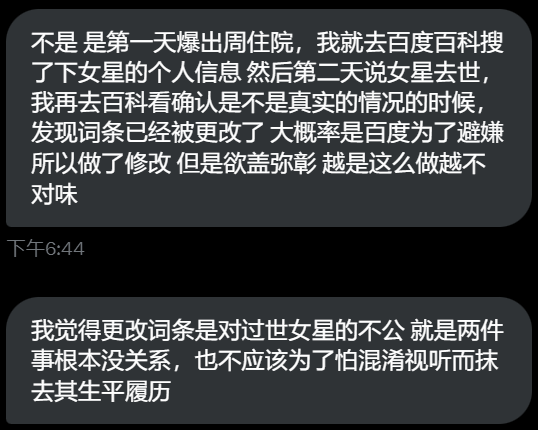 不是 是第一天爆出周住院，我就去百度百科搜
了下女星的个人信息 然后第二天说女星去世，
我再去百科看确认是不是真实的情况的时候，
发现词条已经被更改了 大概率是百度为了避嫌
所以做了修改 但是欲盖弥彰 越是这么做越不
对味
下午6:44
我觉得更改词条是对过世女星的不公 就是两件
事根本没关系，也不应该为了怕混淆视听而抹
去其生平履历